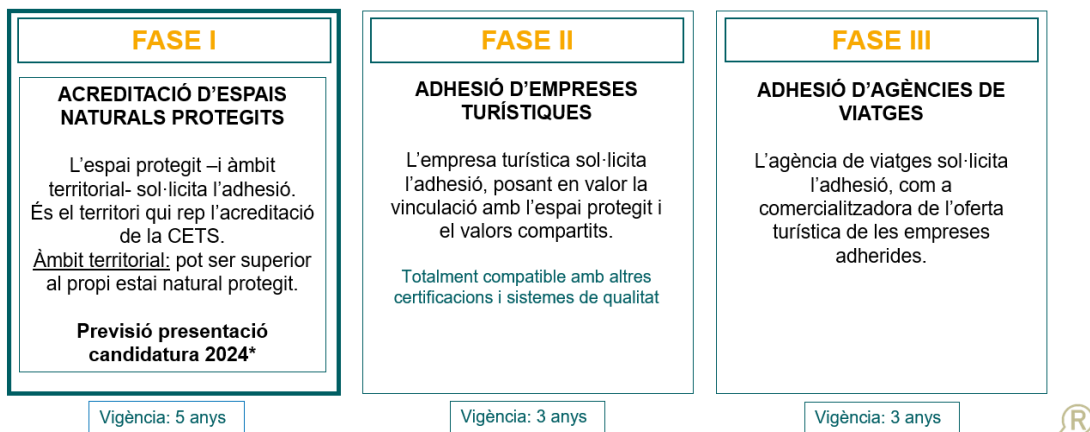 FASE I
ACREDITACIÓ D'ESPAIS
NATURALS PROTEGITS
L'espai protegit –i àmbit
territorial- sol·licita l'adhesió.
És el territori qui rep l'acreditació
de la CETS.
Àmbit territorial: pot ser superior
al propi estai natural protegit.
Previsió presentació
candidatura 2024*
Vigència: 5 anys
FASE II
ADHESIÓ D'EMPRESES
TURÍSTIQUES
L'empresa turística sol·licita
l'adhesió, posant en valor la
vinculació amb l'espai protegit i
el valors compartits.
Totalment compatible amb altres
certificacions i sistemes de qualitat
Vigència: 3 anys
FASE III
ADHESIÓ D'AGÈNCIES DE
VIATGES
L'agència de viatges sol·licita
l'adhesió, com a
comercialitzadora de l'oferta
turística de les empreses
adherides.
Vigència: 3 anys
®